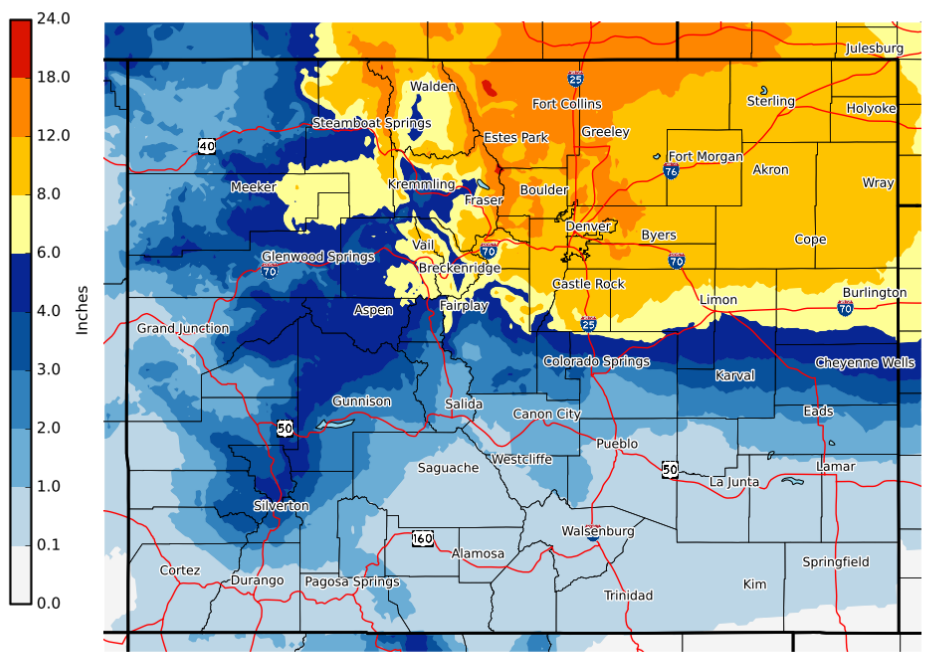 24.0
18.0
12.0
8.0
6.0
4.0
3.0
2.0
1.0
0.1
0.0
Inches
Julesburg
Walden
25
Fort Collins
Sterling
Holyoke
Steamboat Springs
Estes Park
Greeley
40
Fort Morgan
76
Akron
Meeker
Kremmling
Boulder
Wray
Fraser
Denver
Byers
Cope
Vail
70
Glenwood Springs
70
Breckenridge
70
Castle Rock
Limon
Burlington
70
Aspen
Fairplay
Grand Junction
25
Colorado Springs
Cheyenne Wells
Karval
Gunnison
Salida
Canon City
Eads
50
Pueblo
Westcliffe
Saguache
50
La Junta
Lamar
Silverton
Walsenburg
160
Alamosa
Springfield
Cortez
Durango
Pagosa Springs
Kim
Trinidad